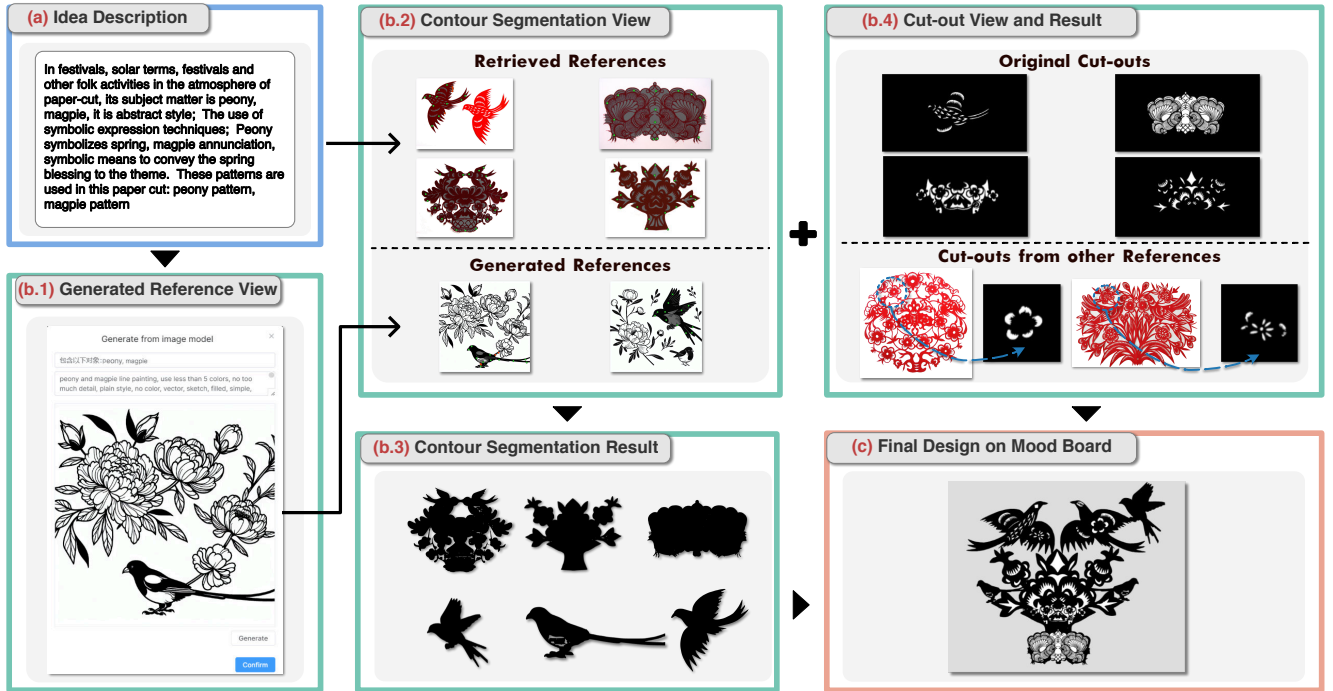 (a) Idea Description
In festivals, solar terms, festivals and
other folk activities in the atmosphere of
paper-cut, its subject matter is peony,
magpie, it is abstract style;  The use of
symbolic expression techniques;  Peony
symbolizes spring, magpie annunciation,
symbolic means to convey the spring
blessing to the theme.  These patterns are
used in this paper cut: peony pattern,
magpie pattern
(b.1) Generated Reference View
Generate from image model
×
包含以下对象:peony, magpie
peony and magpie line painting, use less than 5 colors, no too
much detail, plain style, no color, vector, sketch, filled, simple,
Generate
Confirm
(b.2) Contour Segmentation View
Retrieved References
Generated References
(b.3) Contour Segmentation Result
(b.4) Cut-out View and Result
Original Cut-outs
Cut-outs from other References
(c) Final Design on Mood Board